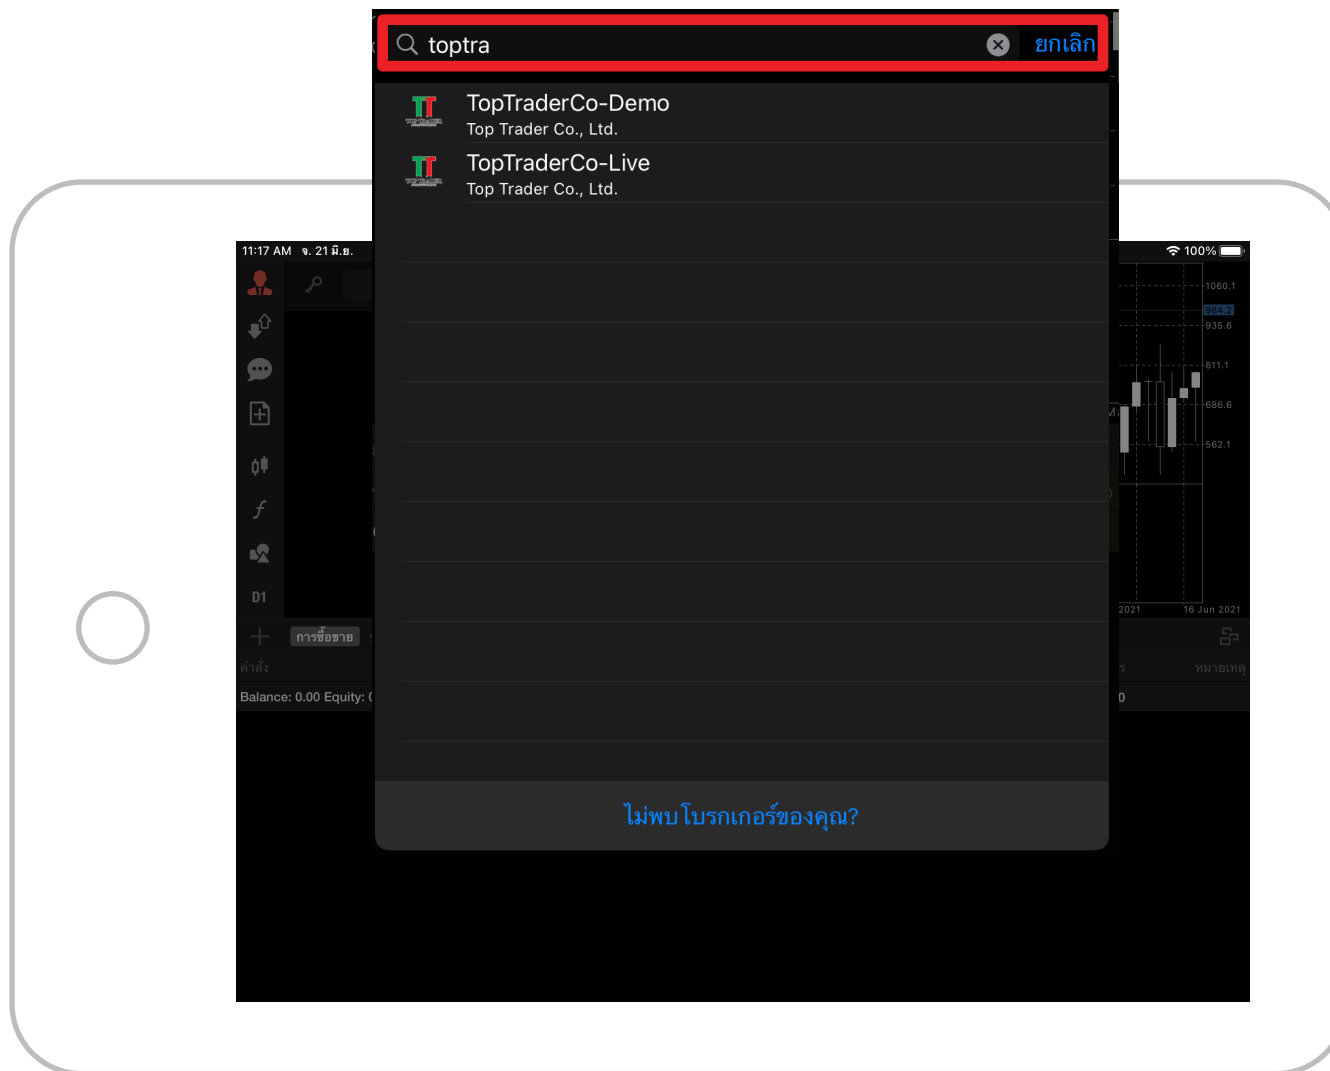 toptra
ยกเลิก
TopTraderCo-Demo
Top Trader Co., Ltd.
TopTraderCo-Live
Top Trader Co., Ltd.
11:17 AM จ. 21 มิ.ย.
100%
1060.1
984.2
935.6
811.1
686.6
562.1
D1
2021
16 Jun 2021
การซื้อขาย
คำสั่ง
หมายเหตุ
Balance: 0.00 Equity:
ไม่พบโบรกเกอร์ของคุณ?